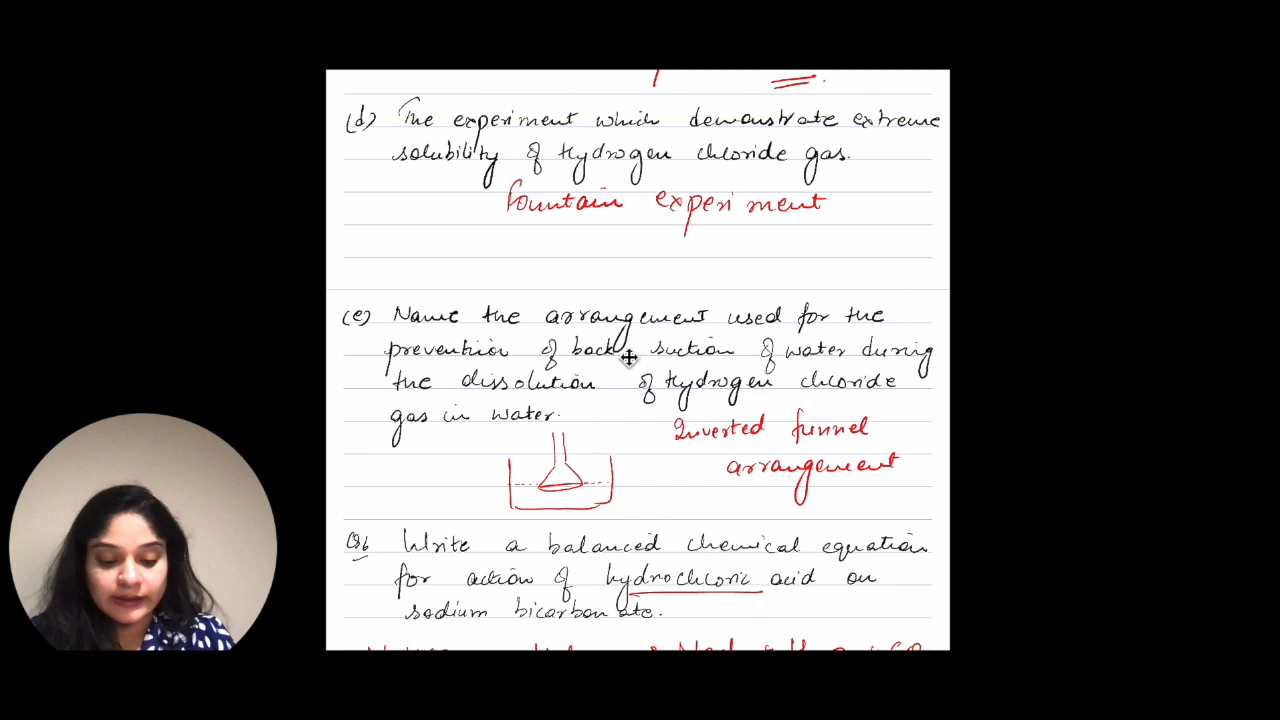 (d) The experiment which demonstrate extreme
solubility of Hydrogen chloride gas.
Fountain experiment
(e) Name the arrangement used for the
prevention of back suction of water during
the dissolution of Hydrogen chloride
gas in water.
Inverted funnel
arrangement
Q6 Write a balanced chemical equation
for action of hydrochloric acid on
sodium bicarbonate.